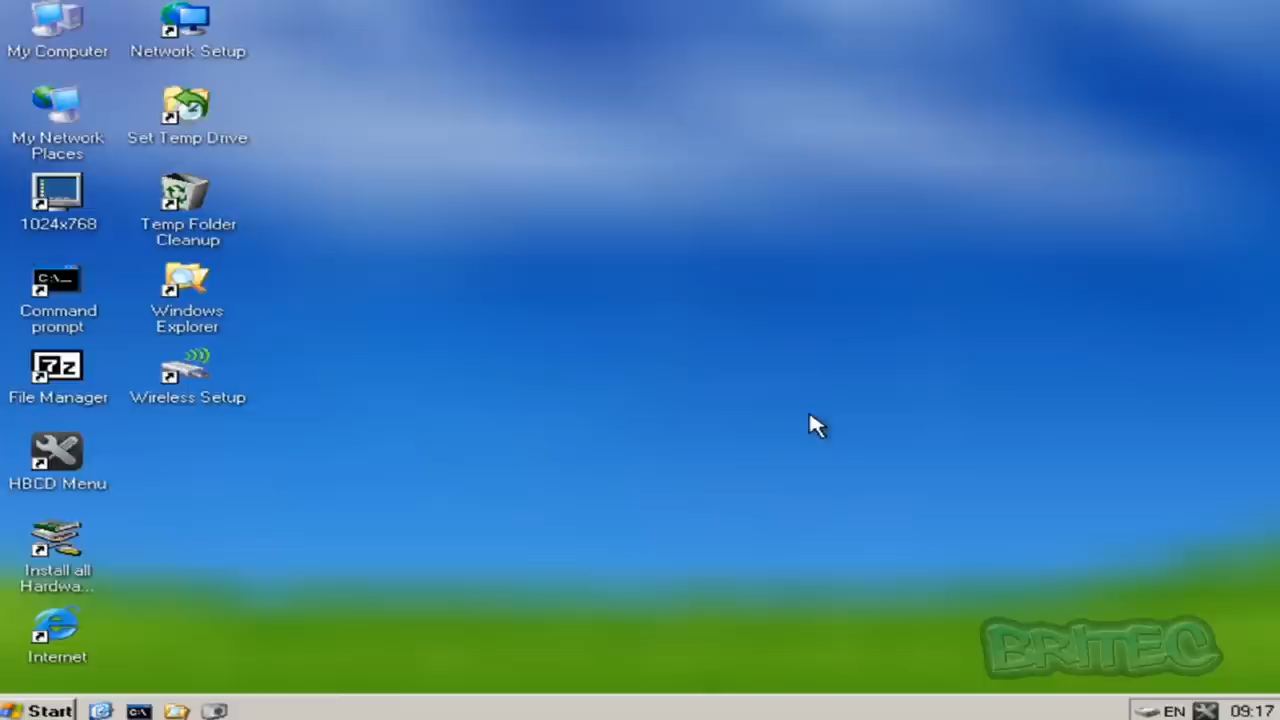 My Computer
Network Setup
My Network
Places
Set Temp Drive
1024x768
Temp Folder
Cleanup
C:\_
Command
prompt
Windows
Explorer
7z
File Manager
Wireless Setup
HBCD Menu
Install all
Hardwa...
Internet
BRITEC
Start
C:\
EN
09:17